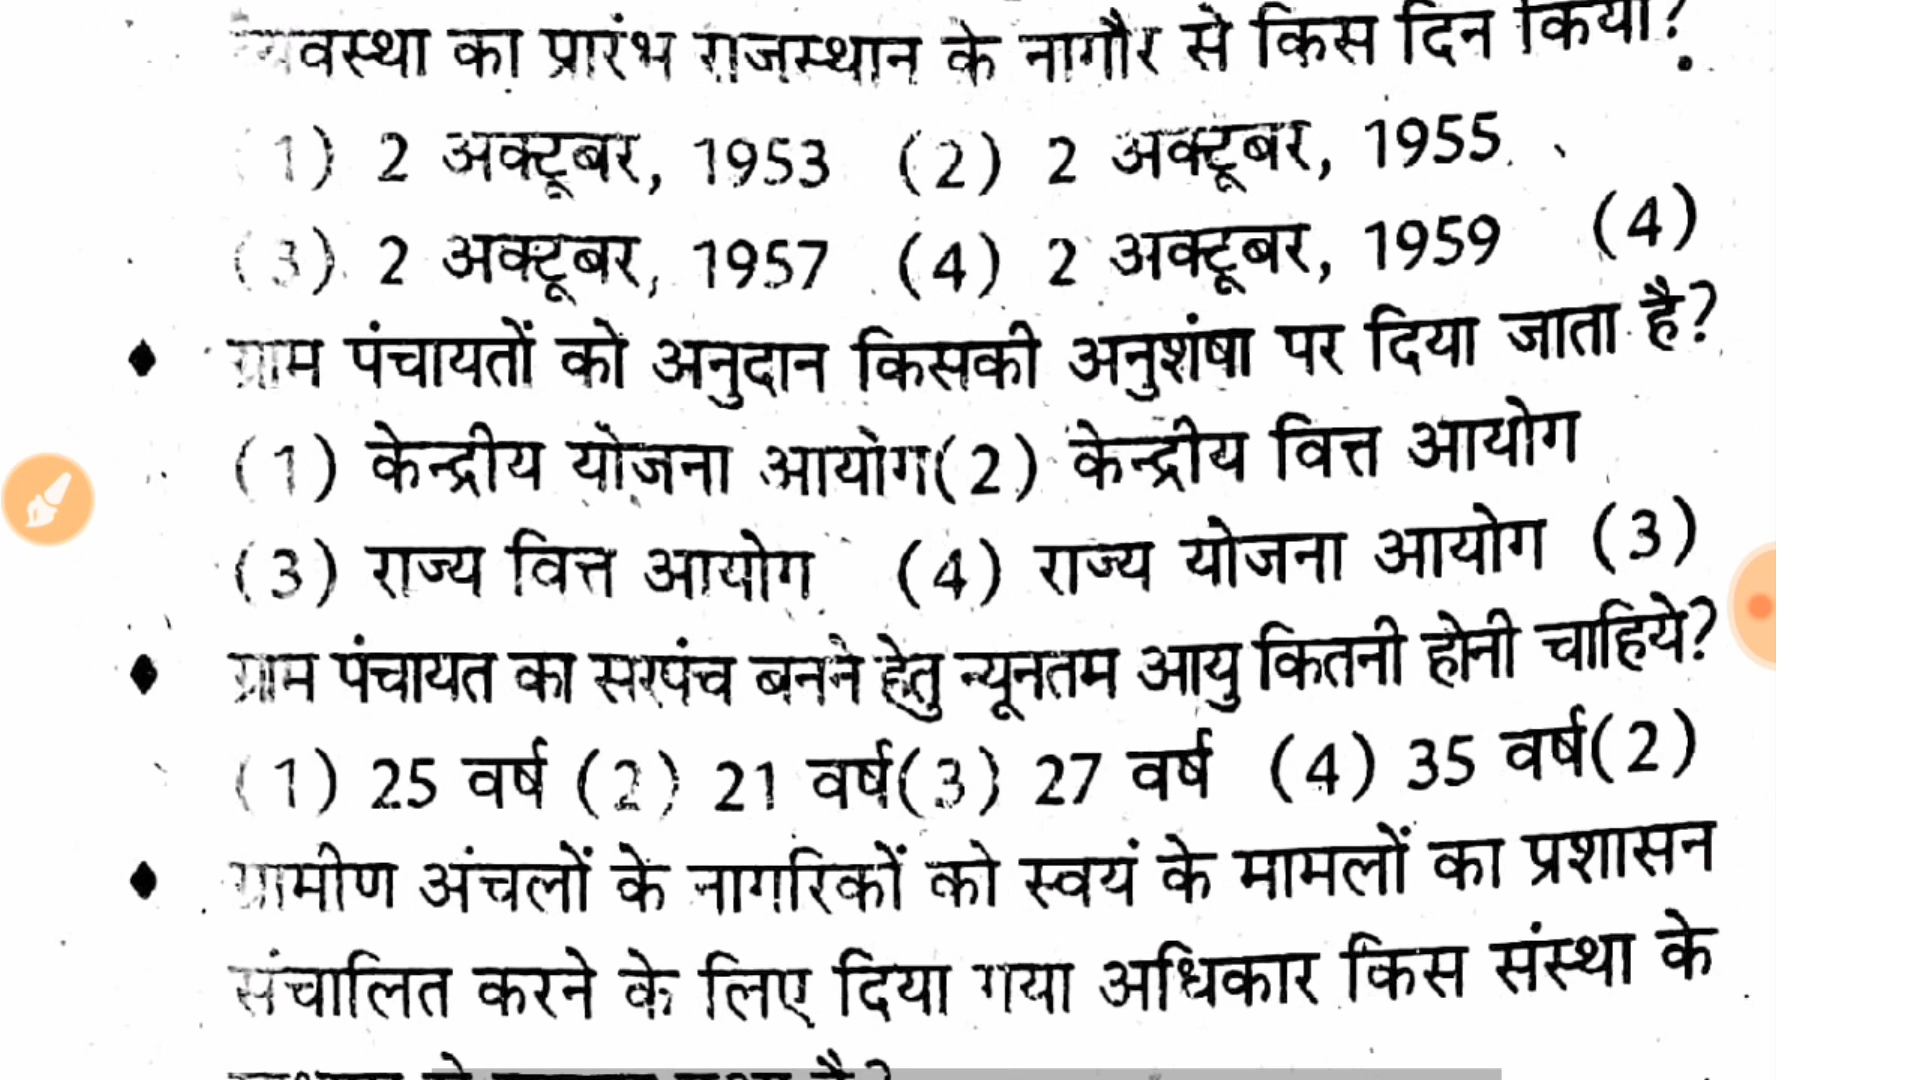 व्यवस्था का प्रारंभ राजस्थान के नागौर से किस दिन किया?
(1) 2 अक्टूबर, 1953 (2) 2 अक्टूबर, 1955
(3) 2 अक्टूबर, 1957 (4) 2 अक्टूबर, 1959 (4)
♦ ग्राम पंचायतों को अनुदान किसकी अनुशंषा पर दिया जाता है?
(1) केन्द्रीय योजना आयोग(2) केन्द्रीय वित्त आयोग
(3) राज्य वित्त आयोग (4) राज्य योजना आयोग (3)
♦ ग्राम पंचायत का सरपंच बनने हेतु न्यूनतम आयु कितनी होनी चाहिये?
(1) 25 वर्ष (2) 21 वर्ष(3) 27 वर्ष (4) 35 वर्ष(2)
♦ ग्रामीण अंचलों के नागरिकों को स्वयं के मामलों का प्रशासन
संचालित करने के लिए दिया गया अधिकार किस संस्था के